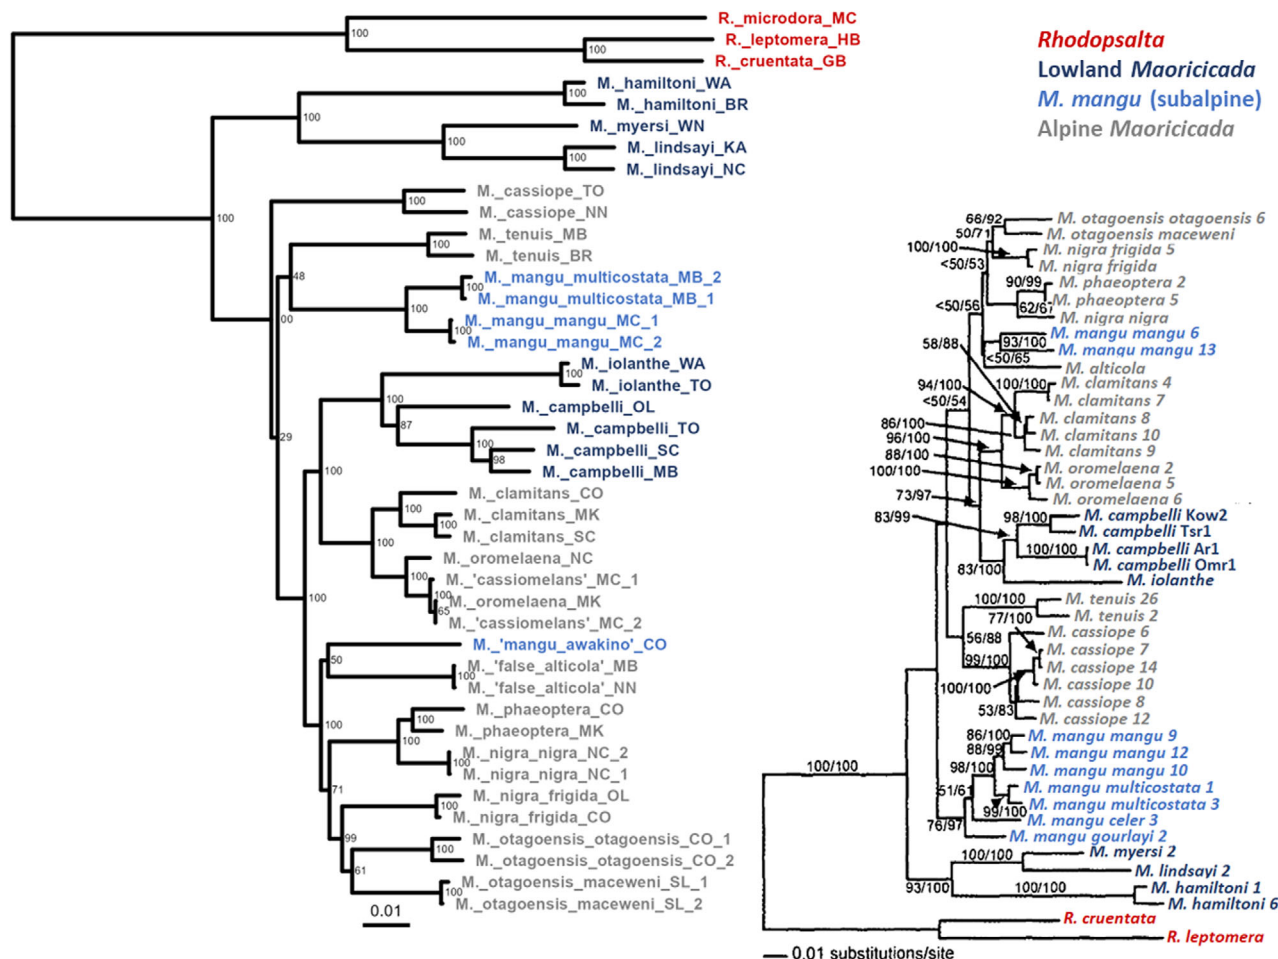 R._microdora_MC
100
R._leptomera_HB
100
R._cruentata_GB
M._hamiltoni_WA
100
M._hamiltoni_BR
100
M._myersi_WN
100
M._lindsayi_KA
100
M._lindsayi_NC
100
M._cassiope_TO
100
M._cassiope_NN
M._tenuis_MB
100
M._tenuis_BR
48
M._mangu_multicostata_MB_2
100
M._mangu_multicostata_MB_1
100
M._mangu_mangu_MC_1
100
M._mangu_mangu_MC_2
00
M._iolanthe_WA
100
M._iolanthe_TO
100
M._campbelli_OL
87
M._campbelli_TO
100
M._campbelli_SC
98
M._campbelli_MB
29
100
M._clamitans_CO
100
M._clamitans_MK
100
M._clamitans_SC
100
M._oromelaena_NC
100
M._'cassiomelans'_MC_1
100
M._oromelaena_MK
65
M._'cassiomelans'_MC_2
100
M._'mangu_awakino'_CO
50
M._'false_alticola'_MB
100
M._'false_alticola'_NN
100
M._phaeoptera_CO
100
M._phaeoptera_MK
100
M._nigra_nigra_NC_2
100
M._nigra_nigra_NC_1
71
M._nigra_frigida_OL
100
M._nigra_frigida_CO
99
M._otagoensis_otagoensis_CO_1
100
M._otagoensis_otagoensis_CO_2
61
M._otagoensis_maceweni_SL_1
100
M._otagoensis_maceweni_SL_2
0.01
Rhodopsalta
Lowland Maoricicada
M. mangu (subalpine)
Alpine Maoricicada
66/92
M. otagoensis otagoensis 6
50/71
M. otagoensis maceweni
100/100
M. nigra frigida 5
<50/53
M. nigra frigida
90/99
M. phaeoptera 2
M. phaeoptera 5
<50/56
62/67
M. nigra nigra
M. mangu mangu 6
58/88
93/100
M. mangu mangu 13
<50/65
M. alticola
94/100
100/100
M. clamitans 4
<50/54
M. clamitans 7
86/100
M. clamitans 8
96/100
M. clamitans 10
88/100
M. clamitans 9
100/100
M. oromelaena 2
M. oromelaena 5
73/97
M. oromelaena 6
83/99
98/100
M. campbelli Kow2
M. campbelli Tsr1
100/100
M. campbelli Ar1
M. campbelli Omr1
83/100
M. iolanthe
100/100
M. tenuis 26
77/100
M. tenuis 2
56/88
M. cassiope 6
M. cassiope 7
99/100
M. cassiope 14
100/100
M. cassiope 10
M. cassiope 8
53/83
M. cassiope 12
86/100
M. mangu mangu 9
88/99
M. mangu mangu 12
98/100
M. mangu mangu 10
100/100
51/61
M. mangu multicostata 1
M. mangu multicostata 3
99/100
M. mangu celer 3
76/97
M. mangu gourlayi 2
100/100
M. myersi 2
M. lindsayi 2
93/100
100/100
M. hamiltoni 1
M. hamiltoni 6
R. cruentata
R. leptomera
0.01 substitutions/site